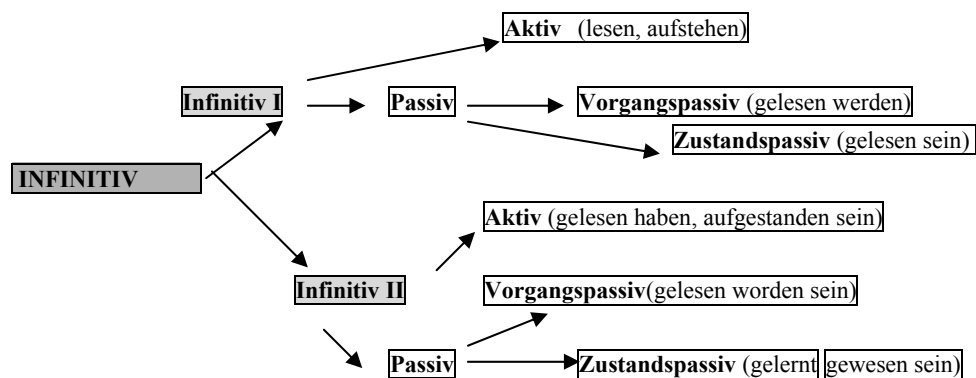 Aktiv (lesen, aufstehen)
Infinitiv I
Passiv
Vorgangspassiv (gelesen werden)
Zustandspassiv (gelesen sein)
INFINITIV
Aktiv (gelesen haben, aufgestanden sein)
Infinitiv II
Vorgangspassiv(gelesen worden sein)
Passiv
Zustandspassiv (gelernt gewesen sein)